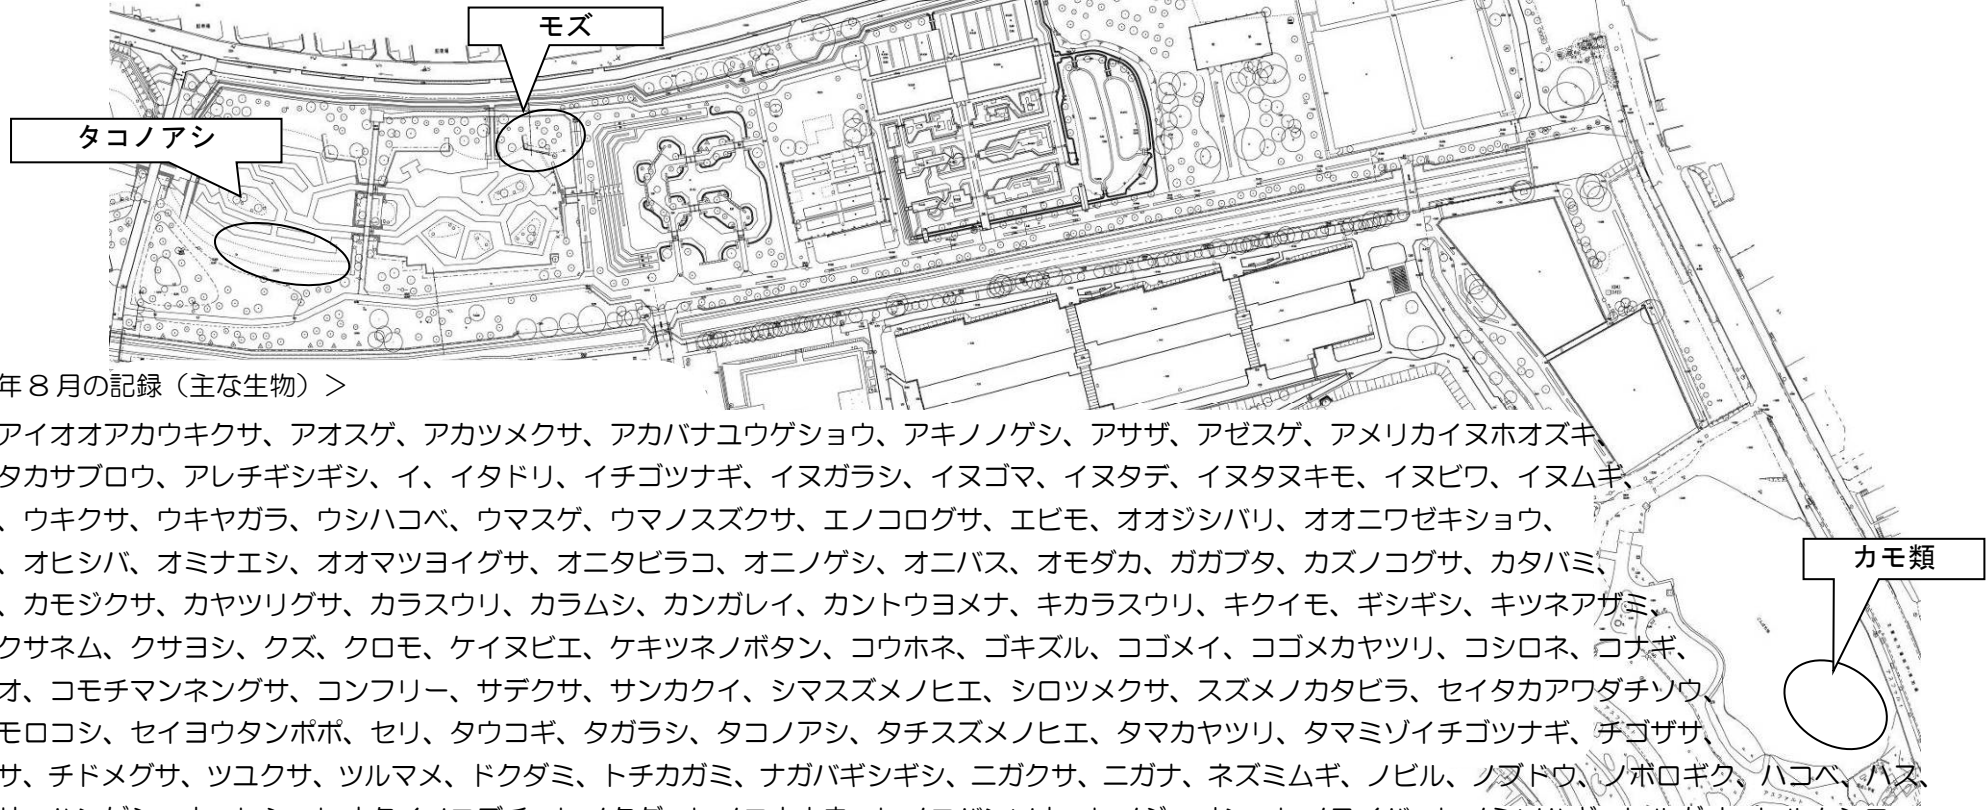 モズ
タコノアシ
カモ類
年８月の記録（主な生物）＞
アイオオアカウキクサ、アオスゲ、アカツメクサ、アカバナユウゲショウ、アキノノゲシ、アサザ、アゼスゲ、アメリカイヌホオズキ、
タカサブロウ、アレチギシギシ、イ、イタドリ、イチゴツナギ、イヌガラシ、イヌゴマ、イヌタデ、イヌタヌキモ、イヌビワ、イヌムギ、
、ウキクサ、ウキヤガラ、ウシハコベ、ウマスゲ、ウマノスズクサ、エノコログサ、エビモ、オオジシバリ、オオニワゼキショウ、
、オヒシバ、オミナエシ、オオマツヨイグサ、オニタビラコ、オニノゲシ、オニバス、オモダカ、ガガブタ、カズノコグサ、カタバミ、
、カモジグサ、カヤツリグサ、カラスウリ、カラムシ、カンガレイ、カントウヨメナ、キカラスウリ、キクイモ、ギシギシ、キツネアザミ、
クサネム、クサヨシ、クズ、クロモ、ケイヌビエ、ケキツネノボタン、コウホネ、ゴキズル、コゴメイ、コゴメカヤツリ、コシロネ、コナギ、
オ、コモチマンネングサ、コンフリー、サデクサ、サンカクイ、シマスズメノヒエ、シロツメクサ、スズメノカタビラ、セイタカアワダチソウ、
モロコシ、セイヨウタンポポ、セリ、タウコギ、タガラシ、タコノアシ、タチスズメノヒエ、タマカヤツリ、タマミゾイチゴツナギ、チゴザサ、
サ、チドメグサ、ツユクサ、ツルマメ、ドクダミ、トチカガミ、ナガバギシギシ、ニガクサ、ニガナ、ネズミムギ、ノビル、ノブドウ、ノボロギク、ハコベ、ハス、